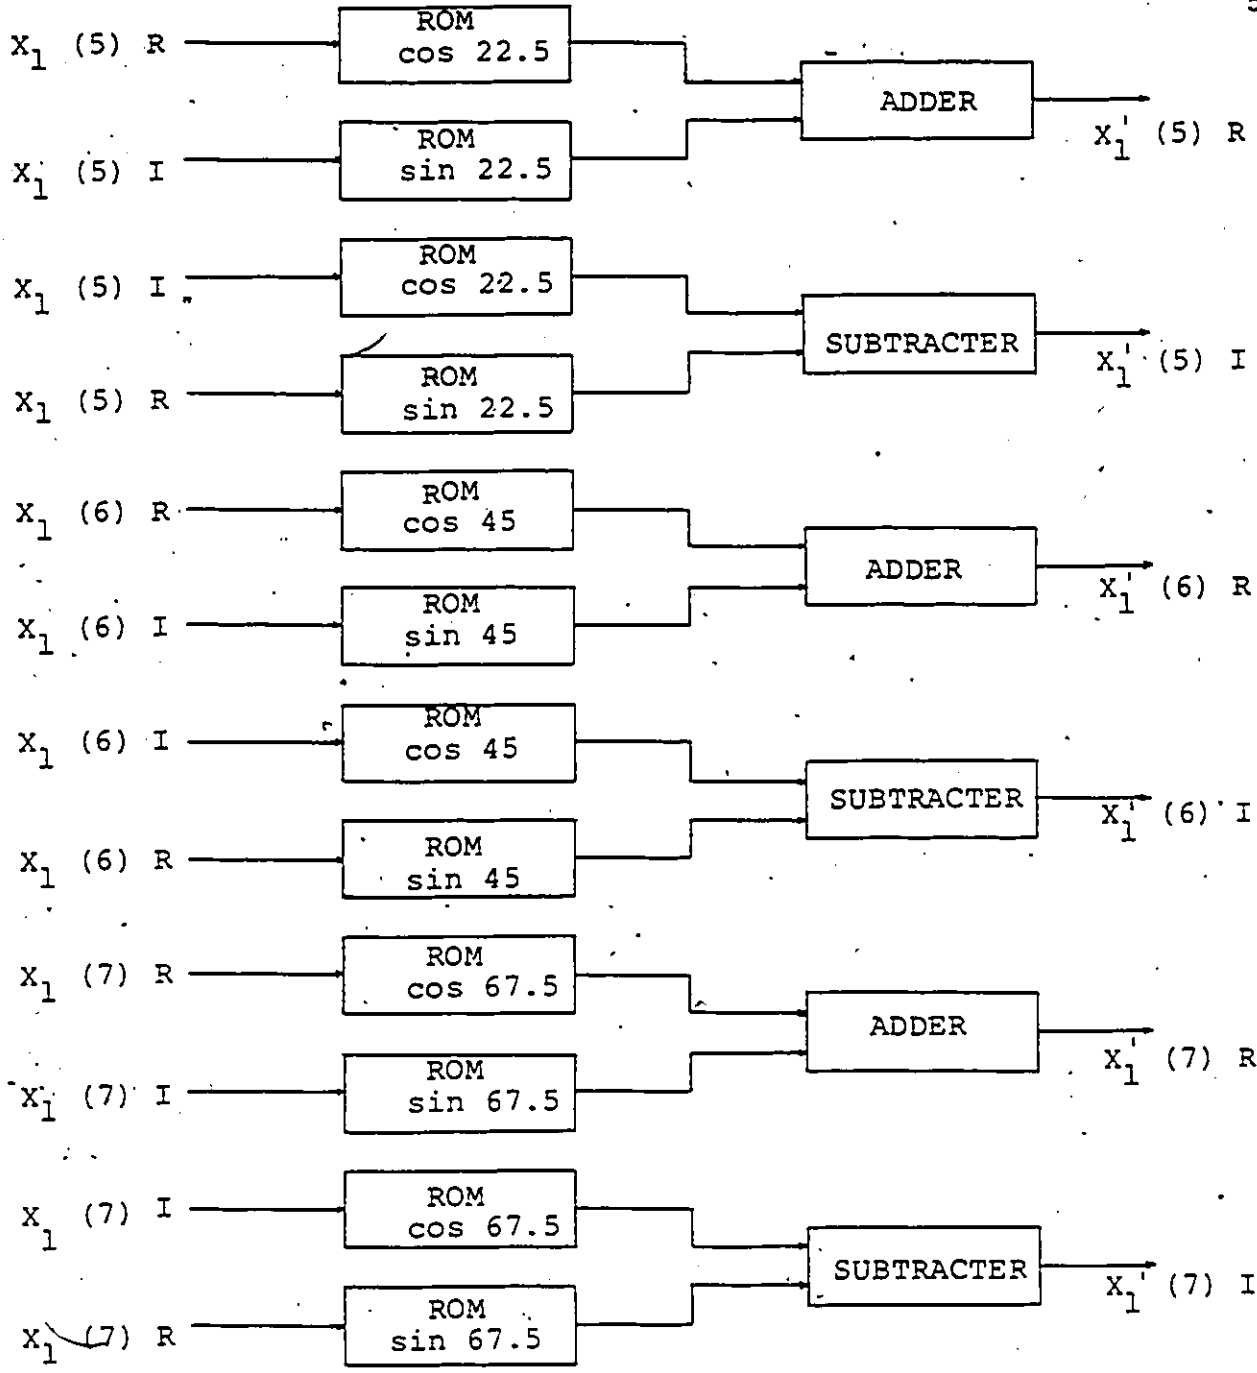 X1 (5) R
ROM
cos 22.5
ADDER
X1' (5) R
X1 (5) I
ROM
sin 22.5
X1 (5) I
ROM
cos 22.5
SUBTRACTER
X1' (5) I
X1 (5) R
ROM
sin 22.5
X1 (6) R
ROM
cos 45
ADDER
X1' (6) R
X1 (6) I
ROM
sin 45
X1 (6) I
ROM
cos 45
SUBTRACTER
X1' (6) I
X1 (6) R
ROM
sin 45
X1 (7) R
ROM
cos 67.5
ADDER
X1' (7) R
X1 (7) I
ROM
sin 67.5
X1 (7) I
ROM
cos 67.5
SUBTRACTER
X1' (7) I
X1 (7) R
ROM
sin 67.5